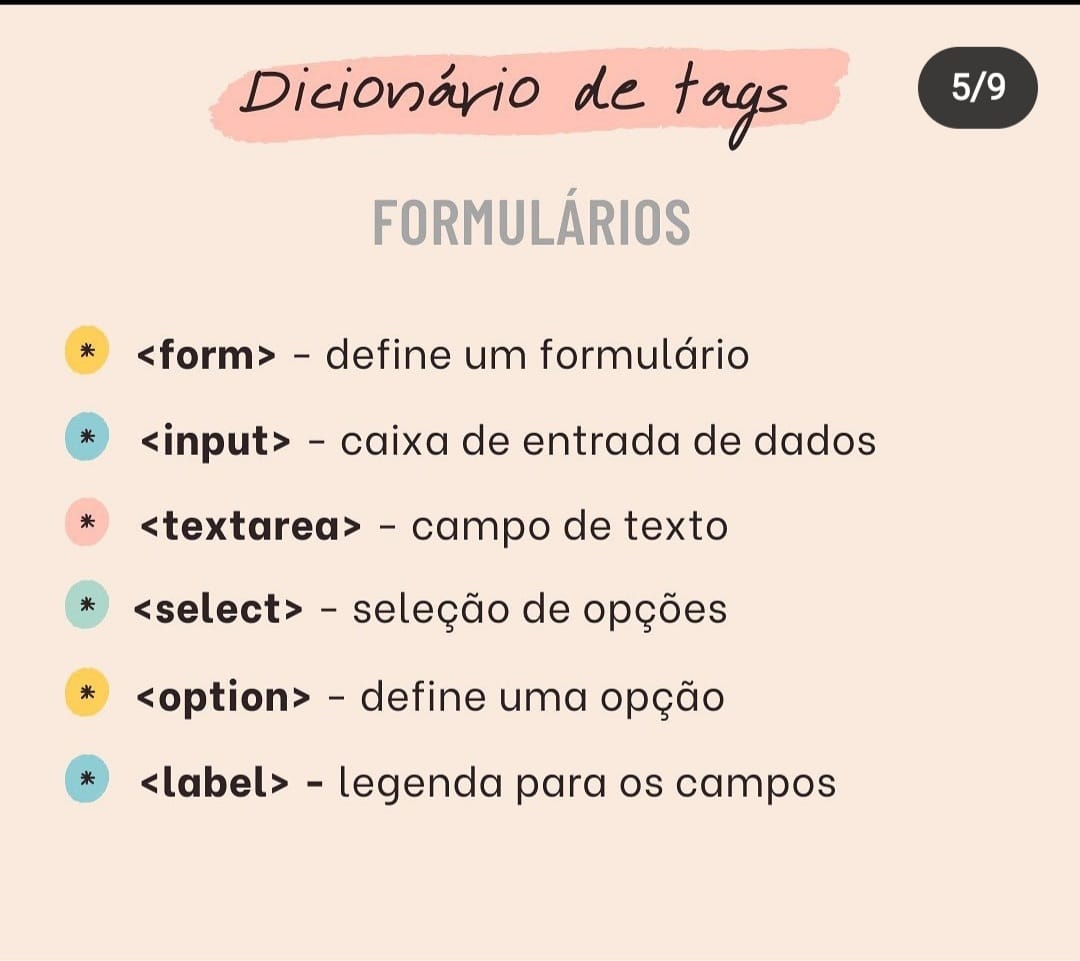 Dicionário de tags
5/9
FORMULÁRIOS
* <form> - define um formulário
* <input> - caixa de entrada de dados
* <textarea> - campo de texto
* <select> - seleção de opções
* <option> - define uma opção
* <label> - legenda para os campos